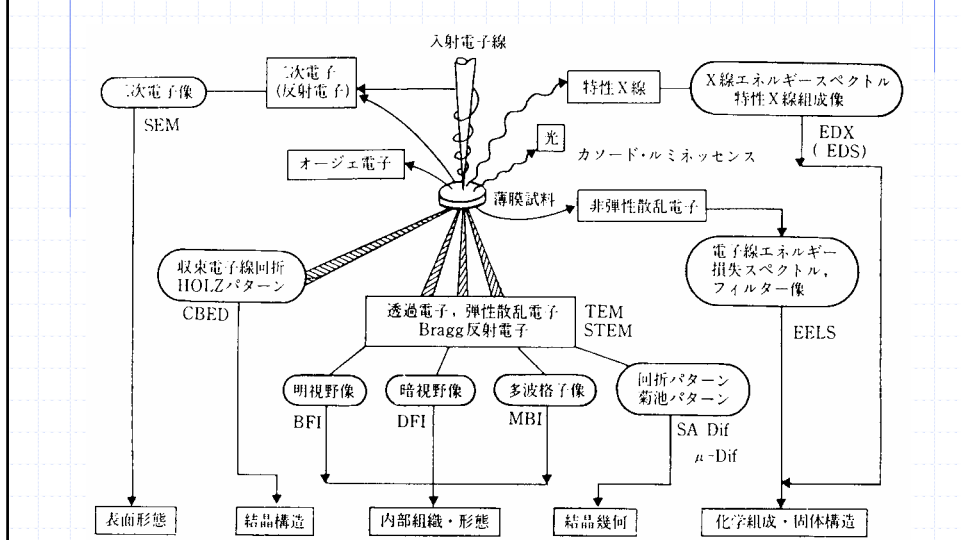 入射電子線
二次電子
(反射電子)
二次電子像
SEM
特性X線
X線エネルギースペクトル
特性X線組成像
EDX
(EDS)
光
カソード・ルミネッセンス
オージェ電子
薄膜試料
非弾性散乱電子
収束電子線回折
HOLZパターン
CBED
電子線エネルギー
損失スペクトル,
フィルター像
EELS
透過電子, 弾性散乱電子
Bragg反射電子
TEM
STEM
明視野像
BFI
暗視野像
DFI
多波格子像
MBI
回折パターン
菊池パターン
SA Dif
μ-Dif
表面形態
結晶構造
内部組織・形態
結晶幾何
化学組成・固体構造